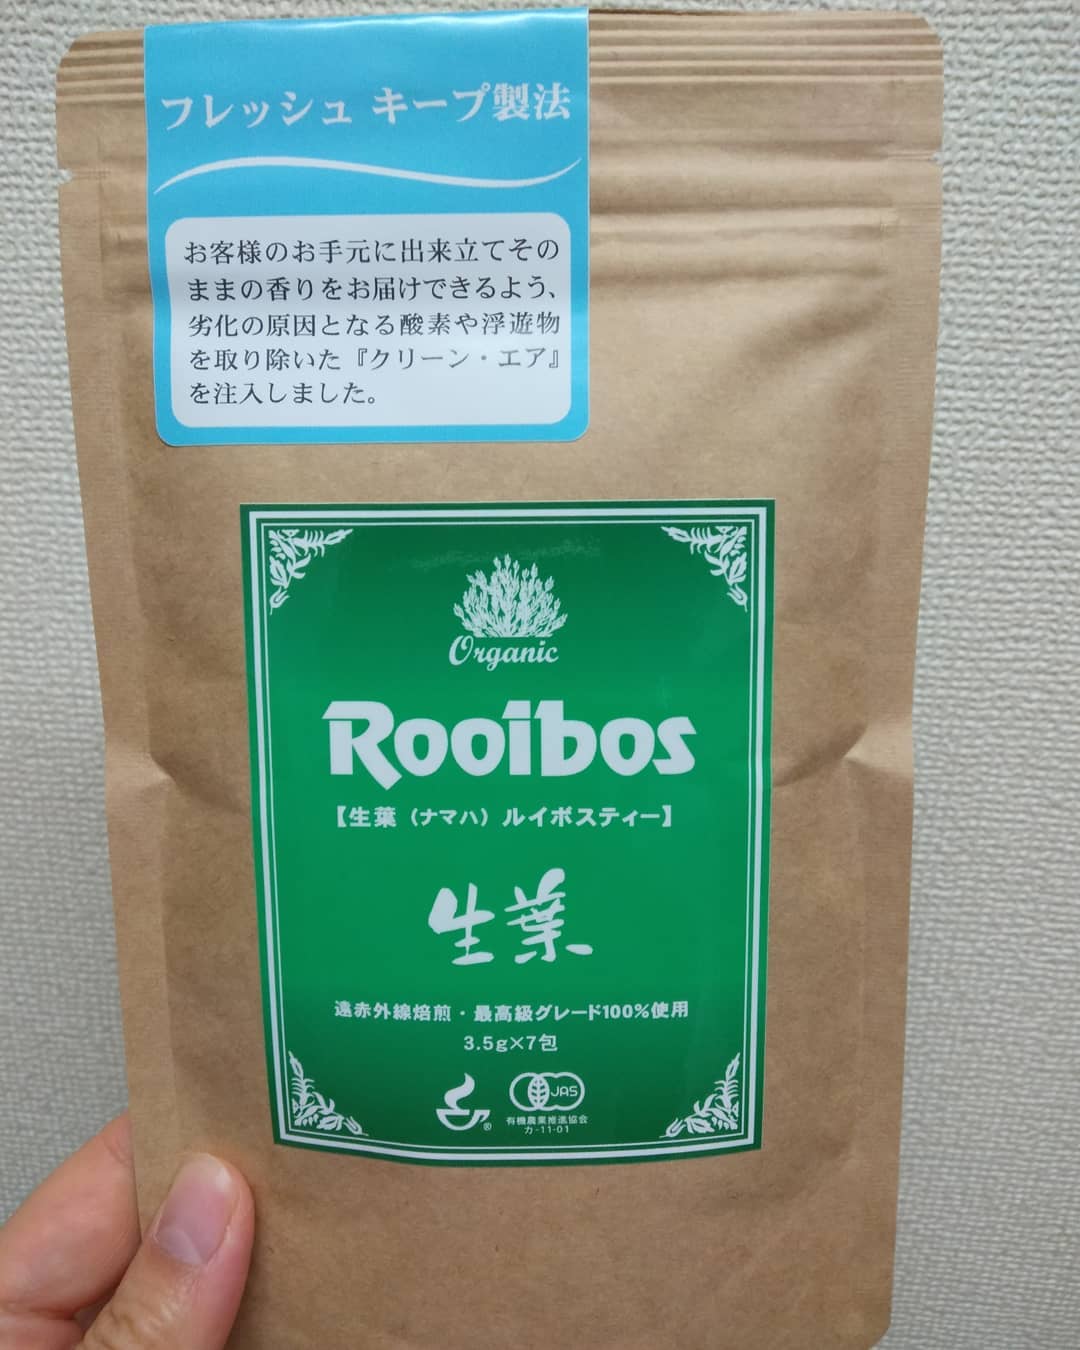 フレッシュ キープ製法
お客様のお手元に出来立てその
ままの香りをお届けできるよう、
劣化の原因となる酸素や浮遊物
を取り除いた『クリーン・エア』
を注入しました。
Organic
Rooibos
【生葉（ナマハ）ルイボスティー】
生葉
遠赤外線焙煎・最高級グレード100%使用
3.5g×7包
®
JAS
有機農業推進協会
カ-11-01